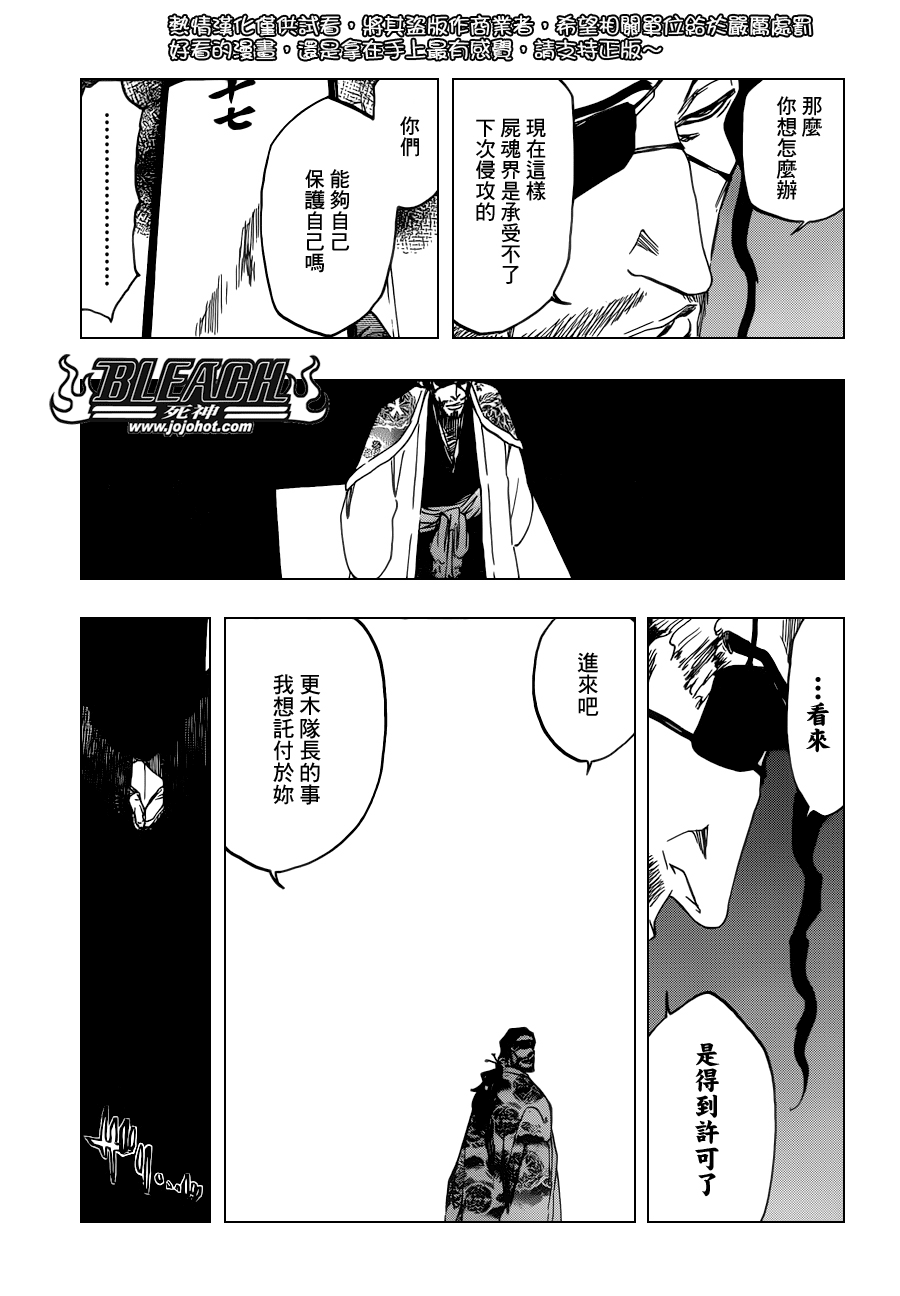 熱情漢化僅供試看，將其盜版作商業者，希望相關單位給於嚴厲處罰
好看的漫畫，還是拿在手上最有感覺，請支持正版～
那麼
你想怎麼辦
現在這樣
屍魂界是承受不了
下次侵攻的
你們
能夠自己
保護自己嗎
十七
………………
BLEACH
死神
www.jojohot.com
…看來
是得到許可了
進來吧
更木隊長的事
我想託付於妳